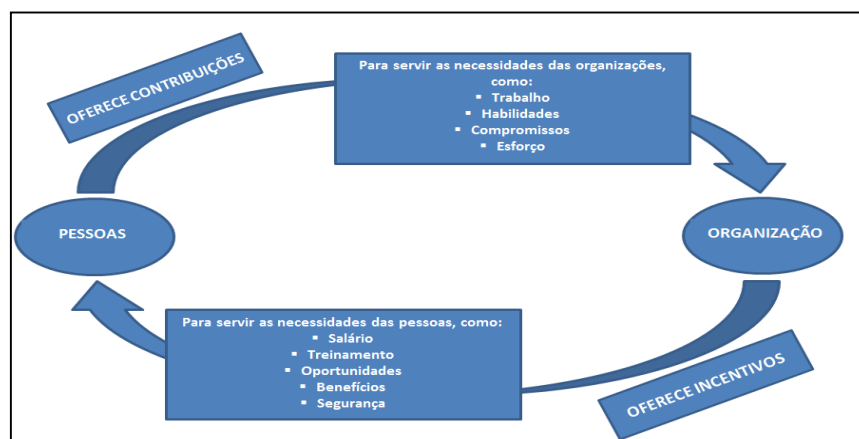 OFERECE CONTRIBUIÇÕES
Para servir as necessidades das organizações,
como:
▪ Trabalho
▪ Habilidades
▪ Compromissos
▪ Esforço
PESSOAS
ORGANIZAÇÃO
Para servir as necessidades das pessoas, como:
▪ Salário
▪ Treinamento
▪ Oportunidades
▪ Benefícios
▪ Segurança
OFERECE INCENTIVOS